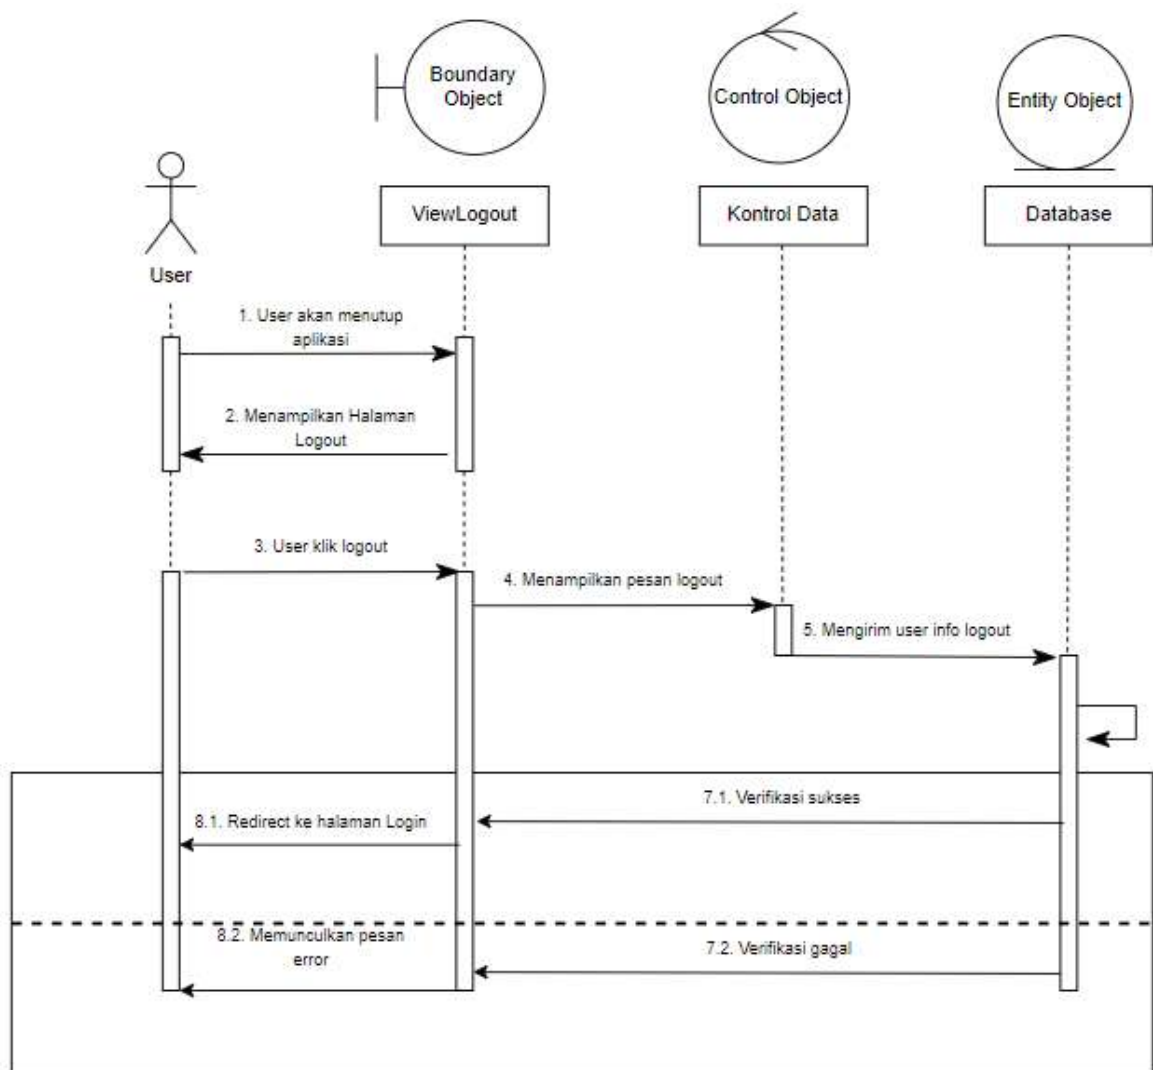 Boundary
Object
Control Object
Entity Object
ViewLogout
Kontrol Data
Database
User
1. User akan menutup
aplikasi
2. Menampilkan Halaman
Logout
3. User klik logout
4. Menampilkan pesan logout
5. Mengirim user info logout
7.1. Verifikasi sukses
8.1. Redirect ke halaman Login
8.2. Memunculkan pesan
error
7.2. Verifikasi gagal